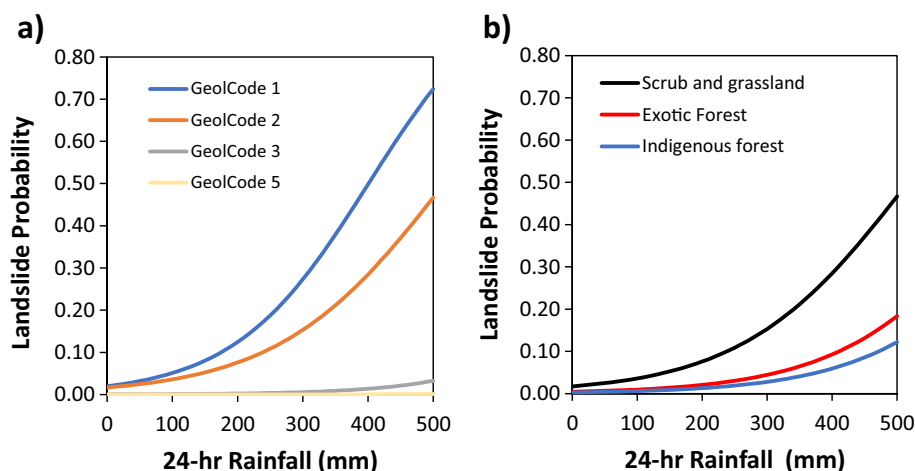 a)
Landslide Probability
0.80
0.70
0.60
0.50
0.40
0.30
0.20
0.10
0.00
GeolCode 1
GeolCode 2
GeolCode 3
GeolCode 5
0 100 200 300 400 500
24-hr Rainfall (mm)
b)
Landslide Probability
0.80
0.70
0.60
0.50
0.40
0.30
0.20
0.10
0.00
Scrub and grassland
Exotic Forest
Indigenous forest
0 100 200 300 400 500
24-hr Rainfall (mm)